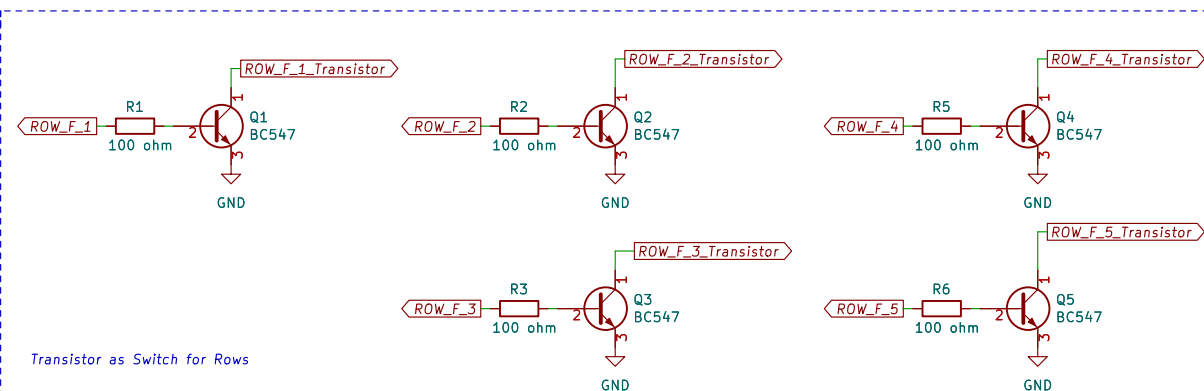 ROW_F_1_Transistor
ROW_F_1
R1
100 ohm
1
2
3
Q1
BC547
GND
ROW_F_2_Transistor
ROW_F_2
R2
100 ohm
1
2
3
Q2
BC547
GND
ROW_F_4_Transistor
ROW_F_4
R5
100 ohm
1
2
3
Q4
BC547
GND
ROW_F_3_Transistor
ROW_F_3
R3
100 ohm
1
2
3
Q3
BC547
GND
ROW_F_5_Transistor
ROW_F_5
R6
100 ohm
1
2
3
Q5
BC547
GND
Transistor as Switch for Rows